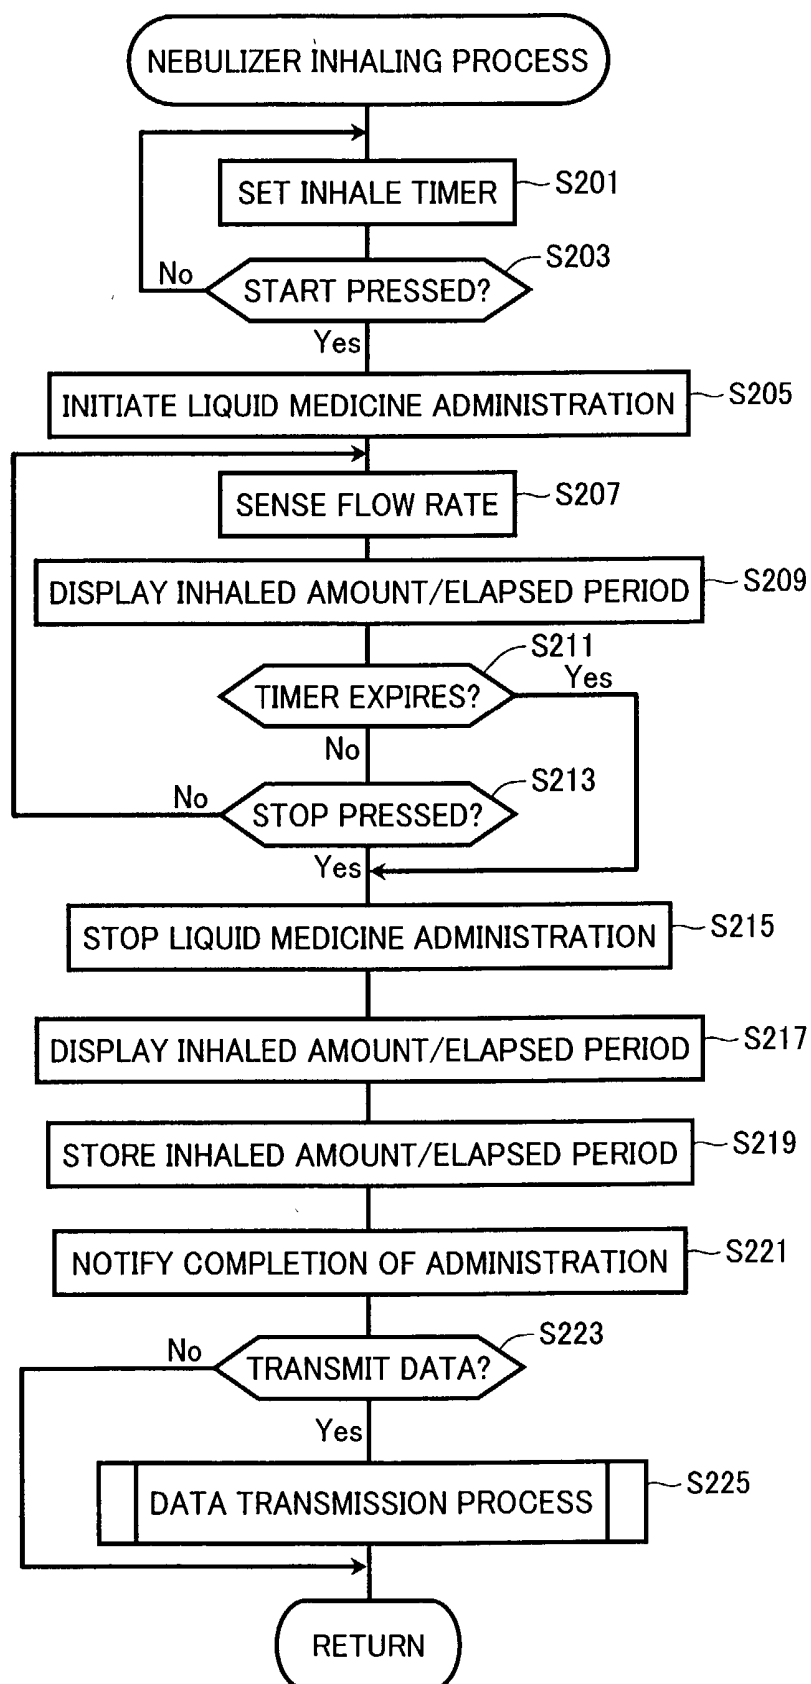 NEBULIZER INHALING PROCESS
SET INHALE TIMER
S201
S203
No
START PRESSED?
Yes
INITIATE LIQUID MEDICINE ADMINISTRATION
S205
SENSE FLOW RATE
S207
DISPLAY INHALED AMOUNT/ELAPSED PERIOD
S209
S211
TIMER EXPIRES?
Yes
No
S213
No
STOP PRESSED?
Yes
STOP LIQUID MEDICINE ADMINISTRATION
S215
DISPLAY INHALED AMOUNT/ELAPSED PERIOD
S217
STORE INHALED AMOUNT/ELAPSED PERIOD
S219
NOTIFY COMPLETION OF ADMINISTRATION
S221
S223
No
TRANSMIT DATA?
Yes
DATA TRANSMISSION PROCESS
S225
RETURN